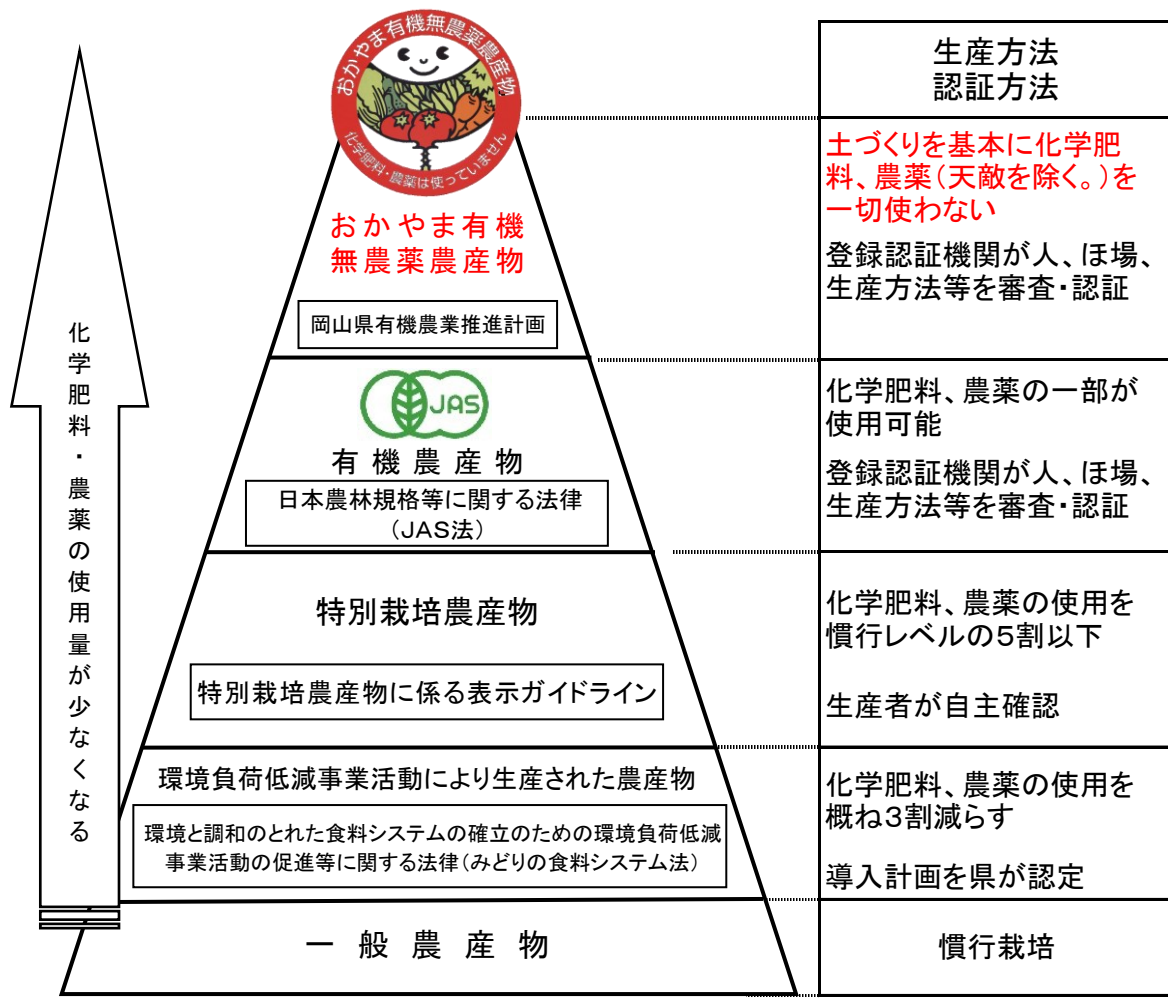 おかやま有機無農薬農産物
化学肥料・農薬は使っていません
おかやま有機
無農薬農産物
岡山県有機農業推進計画
JAS
有機農産物
日本農林規格等に関する法律
(JAS法)
特別栽培農産物
特別栽培農産物に係る表示ガイドライン
環境負荷低減事業活動により生産された農産物
環境と調和のとれた食料システムの確立のための環境負荷低減
事業活動の促進等に関する法律(みどりの食料システム法)
一般農産物
化学肥料・農薬の使用量が少なくなる
生産方法
認証方法
土づくりを基本に化学肥
料、農薬(天敵を除く。)を
一切使わない
登録認証機関が人、ほ場、
生産方法等を審査・認証
化学肥料、農薬の一部が
使用可能
登録認証機関が人、ほ場、
生産方法等を審査・認証
化学肥料、農薬の使用を
慣行レベルの5割以下
生産者が自主確認
化学肥料、農薬の使用を
概ね3割減らす
導入計画を県が認定
慣行栽培